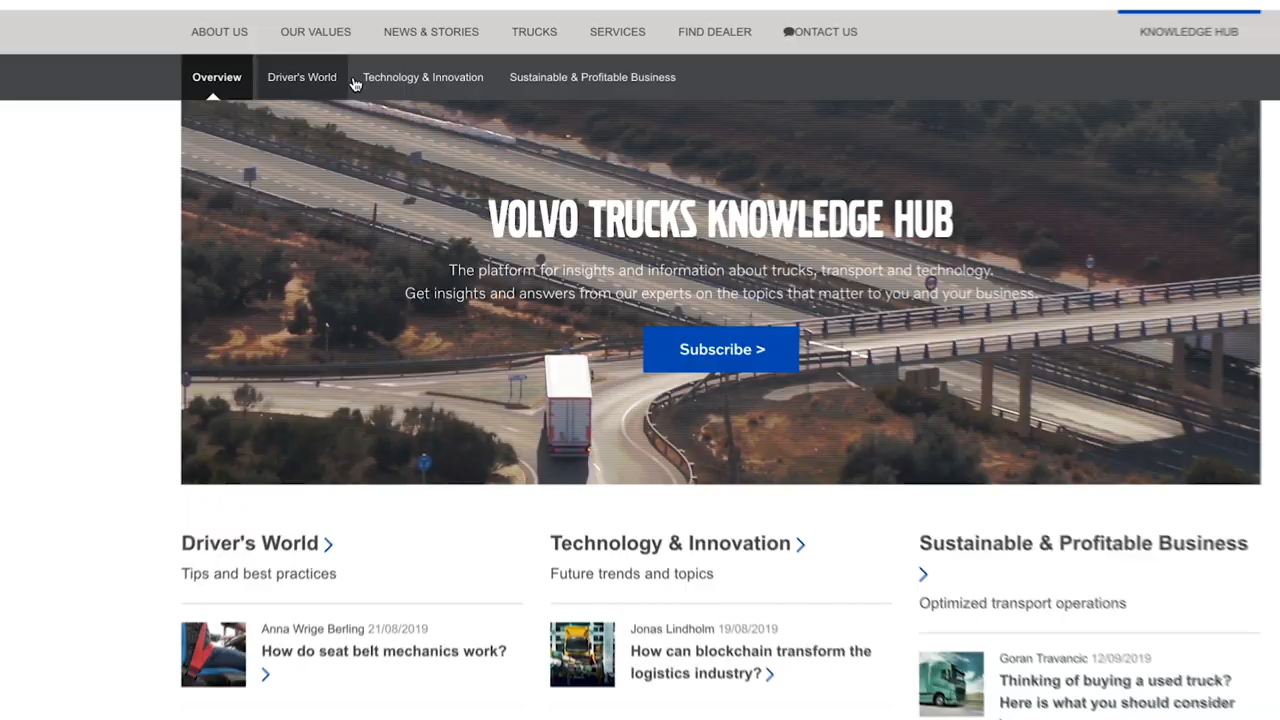 ABOUT US
OUR VALUES
NEWS & STORIES
TRUCKS
SERVICES
FIND DEALER
ONTACT US
KNOWLEDGE HUB
Overview
Driver's World
Technology & Innovation
Sustainable & Profitable Business
VOLVO TRUCKS KNOWLEDGE HUB
The platform for insights and information about trucks, transport and technology.
Get insights and answers from our experts on the topics that matter to you and your business.
Subscribe >
Driver's World >
Tips and best practices
Anna Wrige Berling 21/08/2019
How do seat belt mechanics work?
>
Technology & Innovation >
Future trends and topics
Jonas Lindholm 19/08/2019
How can blockchain transform the
logistics industry? >
Sustainable & Profitable Business
>
Optimized transport operations
Goran Travancic 12/09/2019
Thinking of buying a used truck?
Here is what you should consider